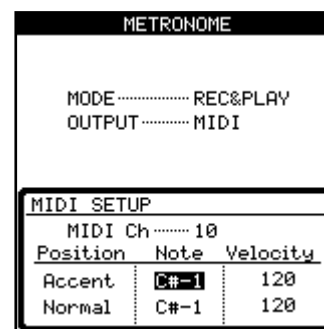 METRONOME
MODE ··············· REC&PLAY
OUTPUT ·········· MIDI
MIDI SETUP
MIDI Ch ········ 10
Position Note Velocity
Accent C#-1 120
Normal C#-1 120